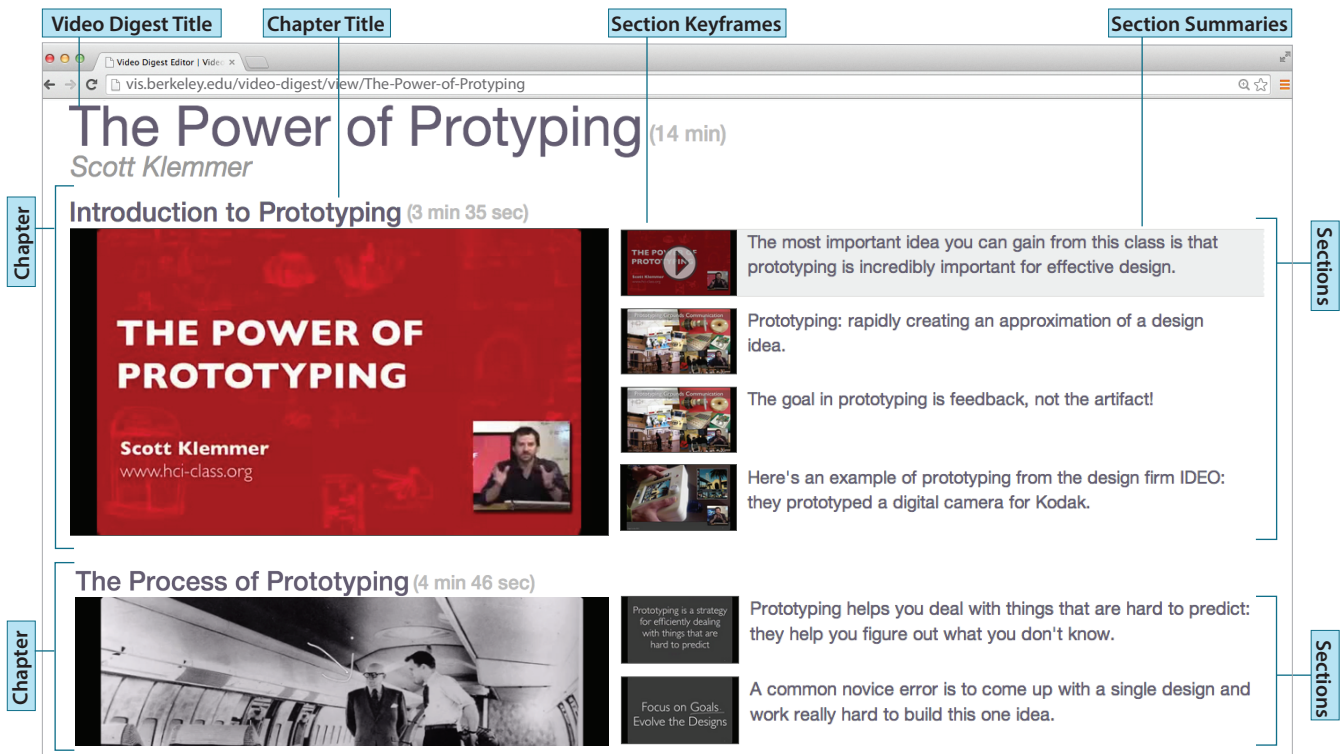 Video Digest Title
Chapter Title
Section Keyframes
Section Summaries
vis.berkeley.edu/video-digest/view/The-Power-of-Protyping
Video Digest Editor | Video
The Power of Protyping (14 min)
Scott Klemmer
Chapter
Introduction to Prototyping (3 min 35 sec)
THE POWER OF
PROTOTYPING
Scott Klemmer
www.hci-class.org
The most important idea you can gain from this class is that
prototyping is incredibly important for effective design.
Prototyping: rapidly creating an approximation of a design
idea.
The goal in prototyping is feedback, not the artifact!
Here's an example of prototyping from the design firm IDEO:
they prototyped a digital camera for Kodak.
Sections
Chapter
The Process of Prototyping (4 min 46 sec)
Prototyping is a strategy
for efficiently dealing
with things that are
hard to predict
Prototyping helps you deal with things that are hard to predict:
they help you figure out what you don't know.
Focus on Goals
Evolve the Designs
A common novice error is to come up with a single design and
work really hard to build this one idea.
Sections